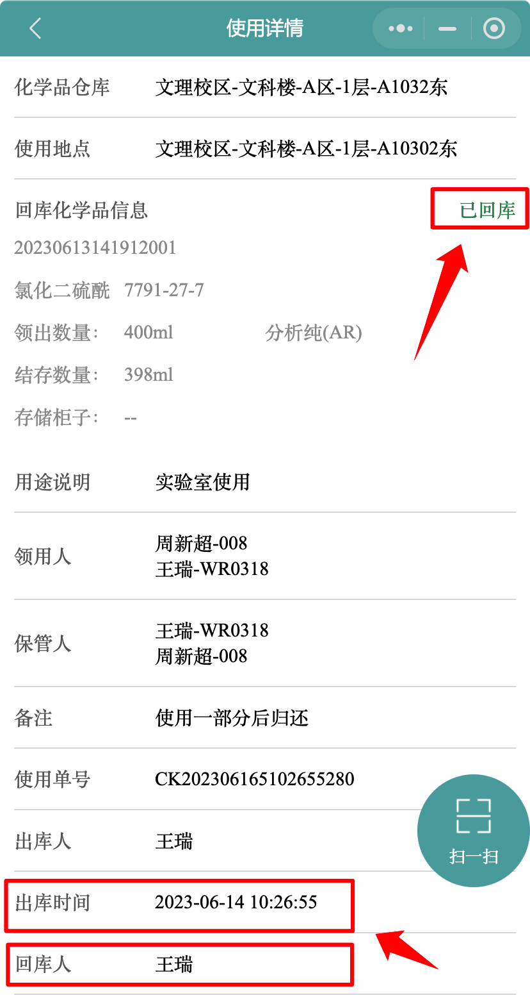 使用详情
化学品仓库 文理校区-文科楼-A区-1层-A1032东
使用地点 文理校区-文科楼-A区-1层-A10302东
回库化学品信息 已回库
20230613141912001
氯化二硫酰 7791-27-7
领出数量： 400ml 分析纯(AR)
结存数量： 398ml
存储柜子： --
用途说明 实验室使用
领用人 周新超-008
王瑞-WR0318
保管人 王瑞-WR0318
周新超-008
备注 使用一部分后归还
使用单号 CK202306165102655280
出库人 王瑞
扫一扫
出库时间 2023-06-14 10:26:55
回库人 王瑞